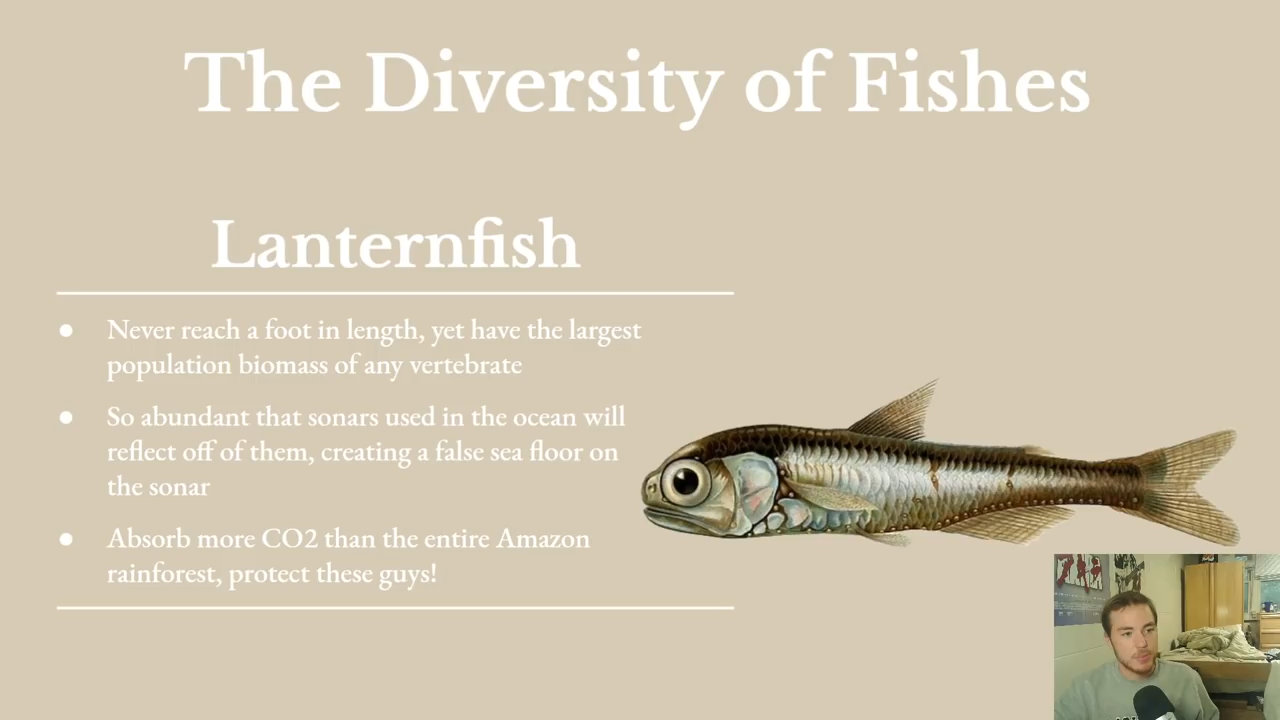 The Diversity of Fishes
Lanternfish
● Never reach a foot in length, yet have the largest
population biomass of any vertebrate
● So abundant that sonars used in the ocean will
reflect off of them, creating a false sea floor on
the sonar
● Absorb more CO2 than the entire Amazon
rainforest, protect these guys!